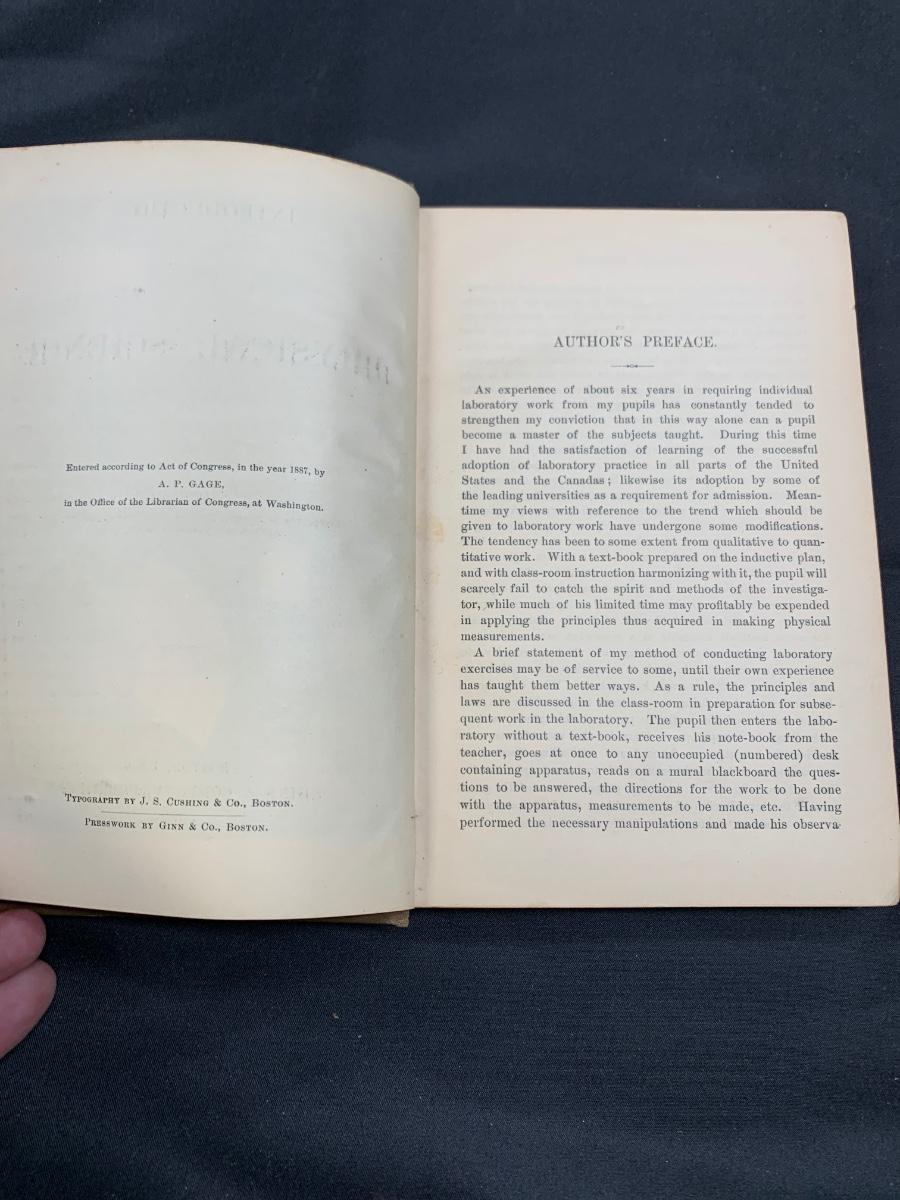 Entered according to Act of Congress, in the year 1887, by
A. P. GAGE,
in the Office of the Librarian of Congress, at Washington.
TYPOGRAPHY BY J. S. CUSHING & CO., BOSTON.
PRESSWORK BY GINN & CO., BOSTON.
AUTHOR'S PREFACE.
AN experience of about six years in requiring individual
laboratory work from my pupils has constantly tended to
strengthen my conviction that in this way alone can a pupil
become a master of the subjects taught. During this time
I have had the satisfaction of learning of the successful
adoption of laboratory practice in all parts of the United
States and the Canadas; likewise its adoption by some of
the leading universities as a requirement for admission. Mean-
time my views with reference to the trend which should be
given to laboratory work have undergone some modifications.
The tendency has been to some extent from qualitative to quan-
titative work. With a text-book prepared on the inductive plan,
and with class-room instruction harmonizing with it, the pupil will
scarcely fail to catch the spirit and methods of the investiga-
tor, while much of his limited time may profitably be expended
in applying the principles thus acquired in making physical
measurements.
A brief statement of my method of conducting laboratory
exercises may be of service to some, until their own experience
has taught them better ways. As a rule, the principles and
laws are discussed in the class-room in preparation for subse-
quent work in the laboratory. The pupil then enters the labo-
ratory without a text-book, receives his note-book from the
teacher, goes at once to any unoccupied (numbered) desk
containing apparatus, reads on a mural blackboard the ques-
tions to be answered, the directions for the work to be done
with the apparatus, measurements to be made, etc. Having
performed the necessary manipulations and made his observa-